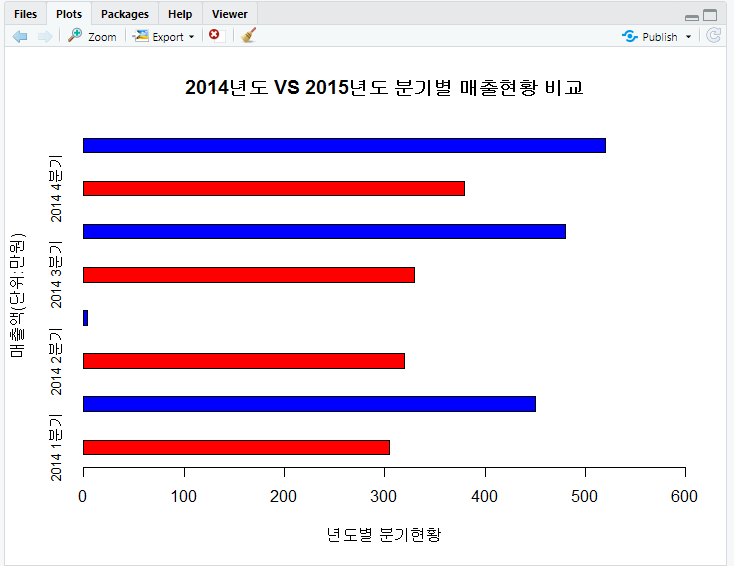 Files Plots Packages Help Viewer
Zoom Export Publish
2014년도 VS 2015년도 분기별 매출현황 비교
매출액(단위:만원)
2014 4분기
2014 3분기
2014 2분기
2014 1분기
0 100 200 300 400 500 600
년도별 분기현황